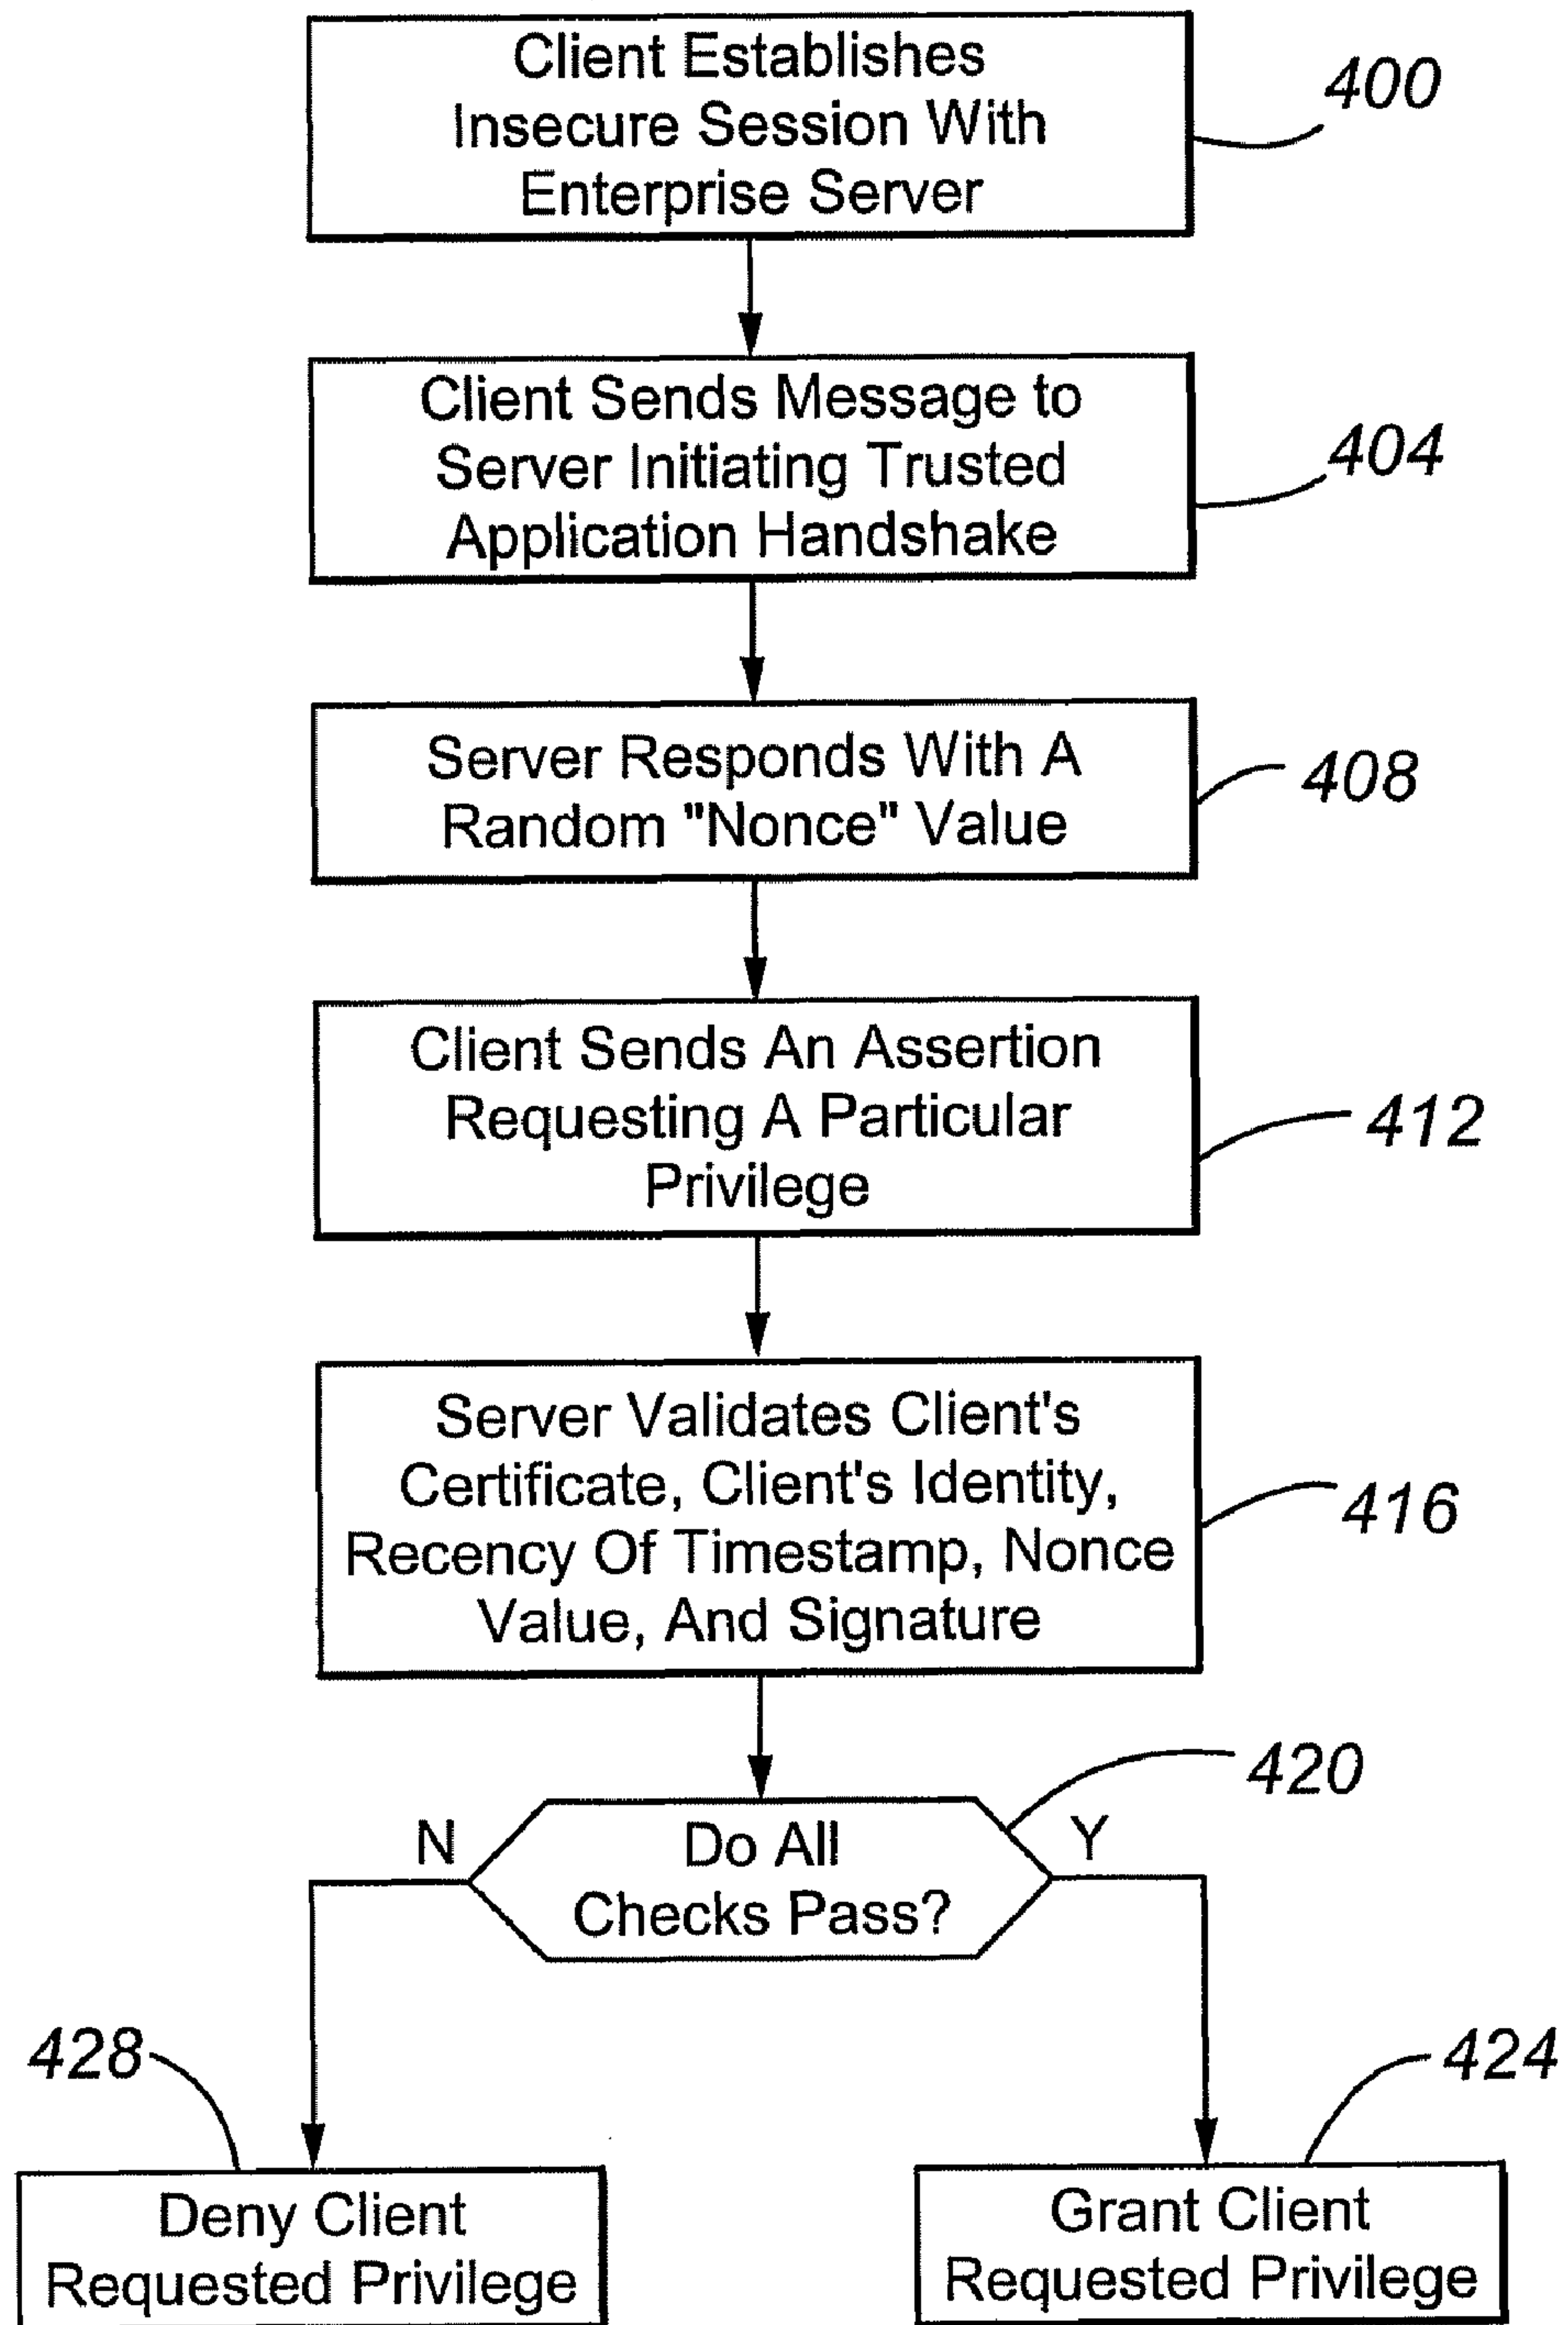 Client Establishes
Insecure Session With
Enterprise Server
400
Client Sends Message to
Server Initiating Trusted
Application Handshake
404
Server Responds With A
Random "Nonce" Value
408
Client Sends An Assertion
Requesting A Particular
Privilege
412
Server Validates Client's
Certificate, Client's Identity,
Recency Of Timestamp, Nonce
Value, And Signature
416
420
N
Do All
Checks Pass?
Y
428
424
Deny Client
Requested Privilege
Grant Client
Requested Privilege